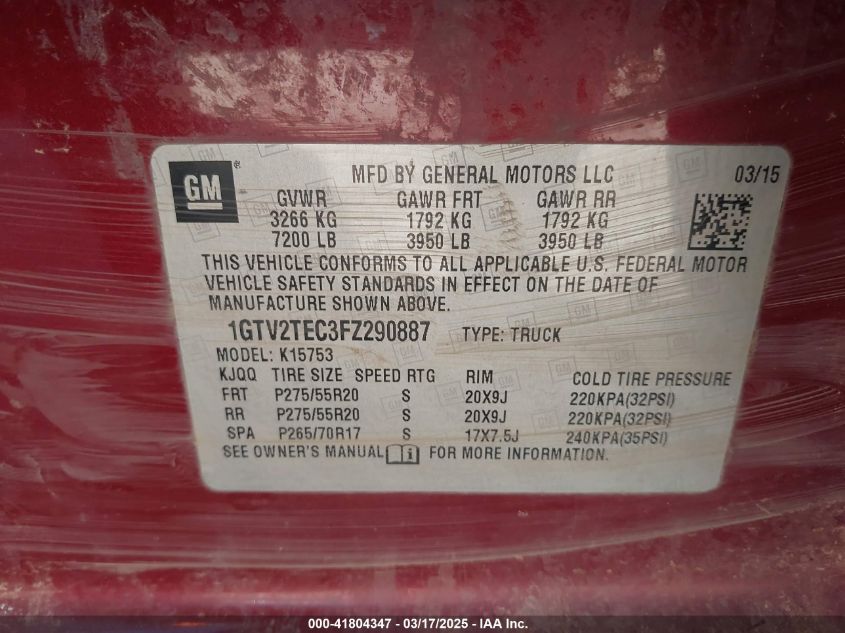 GM
MFD BY GENERAL MOTORS LLC 03/15
GVWR GAWR FRT GAWR RR
3266 KG 1792 KG 1792 KG
7200 LB 3950 LB 3950 LB
THIS VEHICLE CONFORMS TO ALL APPLICABLE U.S. FEDERAL MOTOR
VEHICLE SAFETY STANDARDS IN EFFECT ON THE DATE OF
MANUFACTURE SHOWN ABOVE.
1GTV2TEC3FZ290887 TYPE: TRUCK
MODEL: K15753
KJQQ TIRE SIZE SPEED RTG RIM COLD TIRE PRESSURE
FRT P275/55R20 S 20X9J 220KPA(32PSI)
RR P275/55R20 S 20X9J 220KPA(32PSI)
SPA P265/70R17 S 17X7.5J 240KPA(35PSI)
SEE OWNER'S MANUAL i FOR MORE INFORMATION.
000-41804347 - 03/17/2025 - IAA Inc.